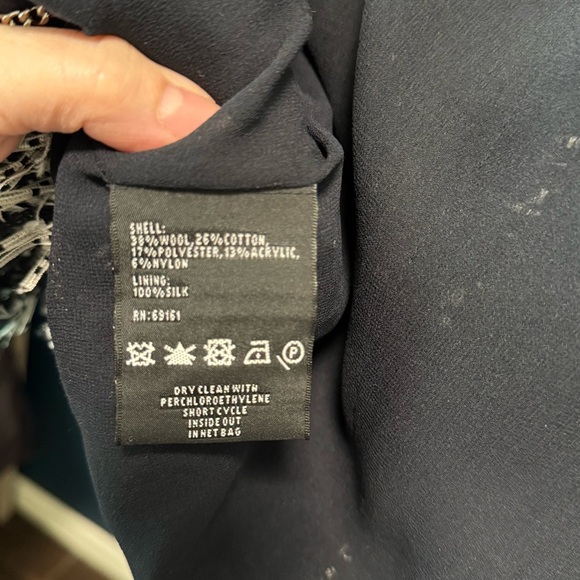 SHELL:
38%WOOL,26%COTTON,
17%POLYESTER,13%ACRYLIC,
6%NYLON
LINING:
100%SILK
RN:69161
P
DRY CLEAN WITH
PERCHLOROETHYLENE
SHORT CYCLE
INSIDE OUT
IN NET BAG